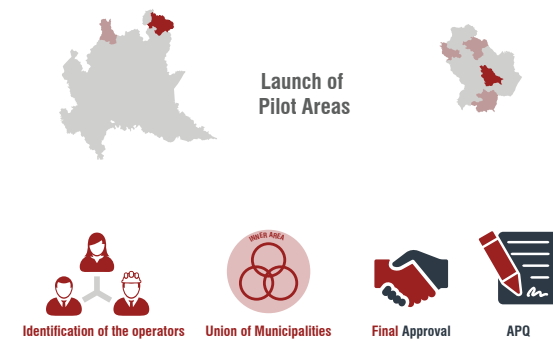 Launch of
Pilot Areas
INNER AREA
Identification of the operators
Union of Municipalities
Final Approval
APQ